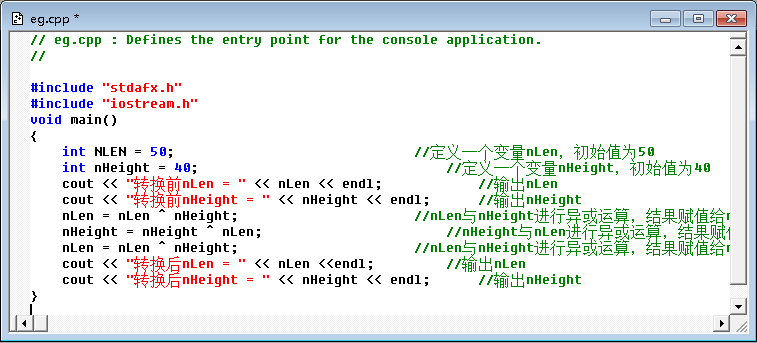 eg.cpp *
// eg.cpp : Defines the entry point for the console application.
//
#include "stdafx.h"
#include "iostream.h"
void main()
{
int NLEN = 50; //定义一个变量nLen，初始值为50
int nHeight = 40; //定义一个变量nHeight，初始值为40
cout << "转换前nLen = " << nLen << endl; //输出nLen
cout << "转换前nHeight = " << nHeight << endl; //输出nHeight
nLen = nLen ^ nHeight; //nLen与nHeight进行异或运算，结果赋值给n
nHeight = nHeight ^ nLen; //nHeight与nLen进行异或运算，结果赋
nLen = nLen ^ nHeight; //nLen与nHeight进行异或运算，结果赋值给n
cout << "转换后nLen = " << nLen <<endl; //输出nLen
cout << "转换后nHeight = " << nHeight << endl; //输出nHeight
}